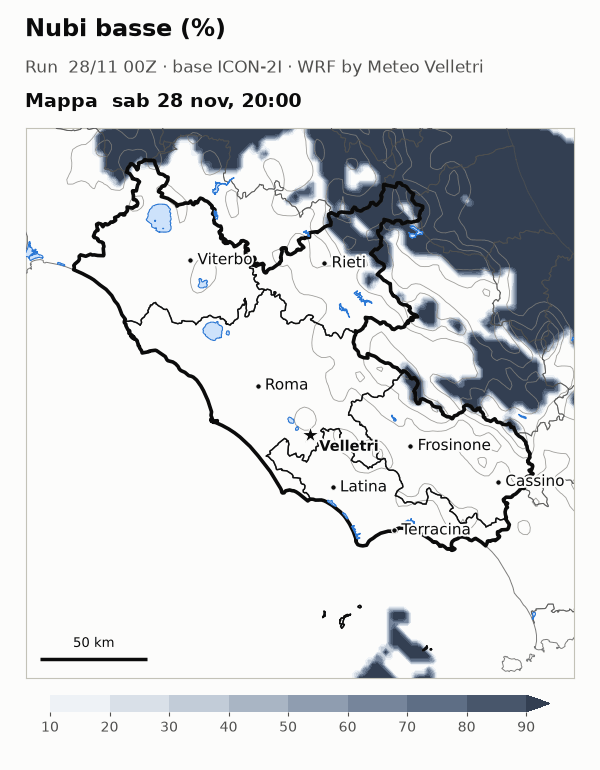 Nubi basse (%)
Run  28/11 00Z · base ICON-2I · WRF by Meteo Velletri
Mappa  sab 28 nov, 20:00
Viterbo
Rieti
Roma
Velletri
Frosinone
Latina
Cassino
Terracina
50 km
10 20 30 40 50 60 70 80 90